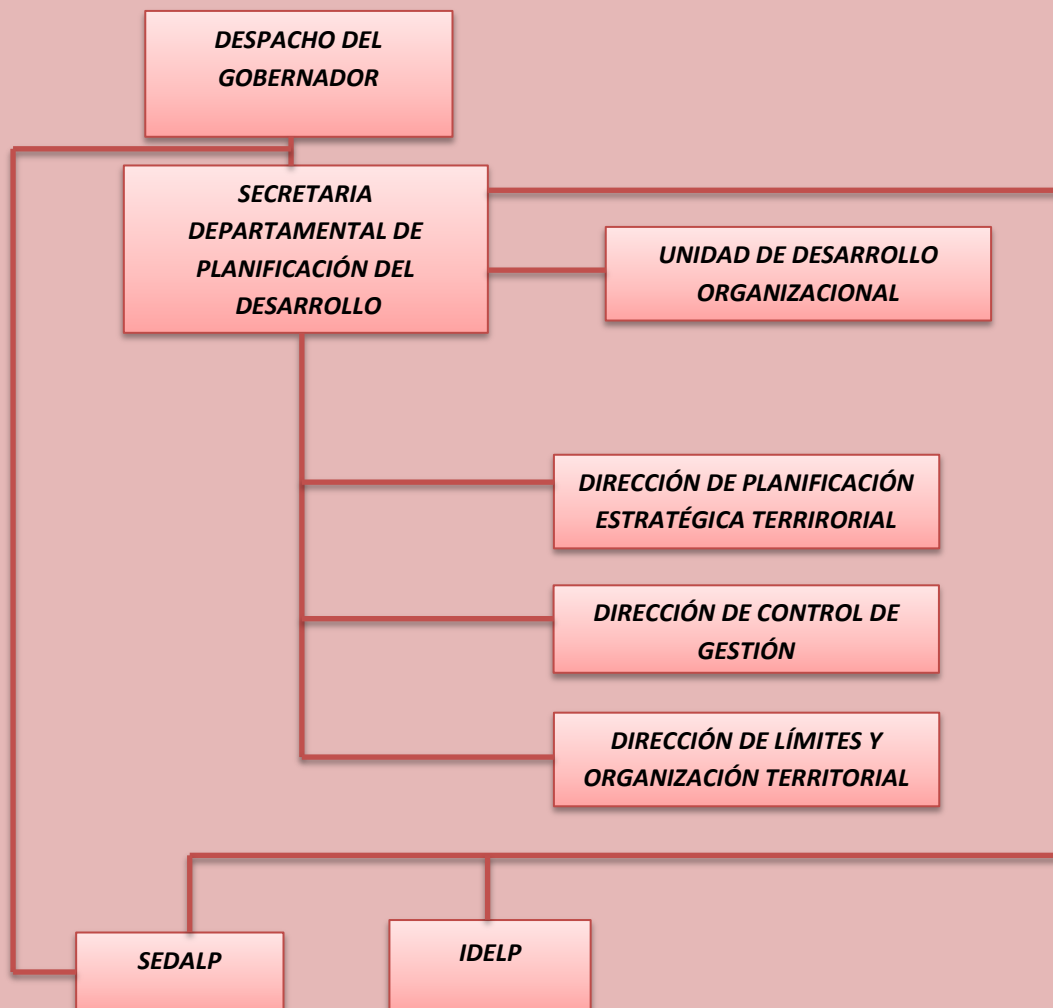 DESPACHO DEL
GOBERNADOR
SECRETARIA
DEPARTAMENTAL DE
PLANIFICACIÓN DEL
DESARROLLO
UNIDAD DE DESARROLLO
ORGANIZACIONAL
DIRECCIÓN DE PLANIFICACIÓN
ESTRATÉGICA TERRIRORIAL
DIRECCIÓN DE CONTROL DE
GESTIÓN
DIRECCIÓN DE LÍMITES Y
ORGANIZACIÓN TERRITORIAL
SEDALP
IDELP